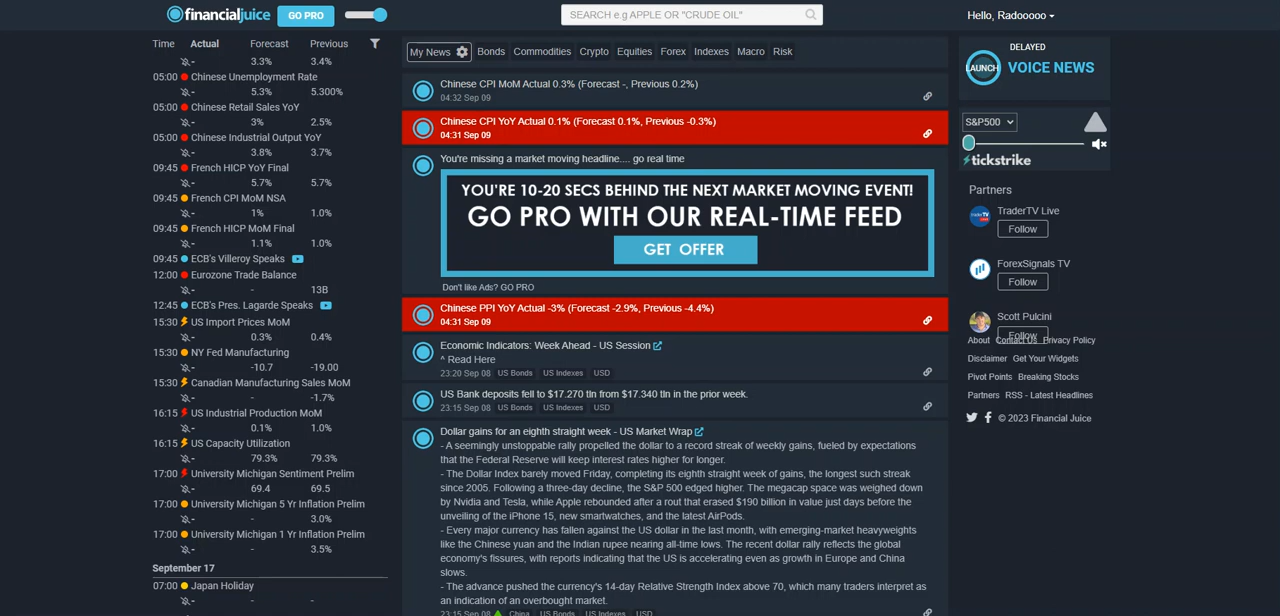 financialjuice GO PRO
SEARCH e.g APPLE OR "CRUDE OIL"
Hello, Radooooo
Time Actual Forecast Previous
- 3.3% 3.4%
05:00 Chinese Unemployment Rate
- 5.3% 5.300%
05:00 Chinese Retail Sales YoY
- 3% 2.5%
05:00 Chinese Industrial Output YoY
- 3.8% 3.7%
09:45 French HICP YoY Final
- 5.7% 5.7%
09:45 French CPI MoM NSA
- 1% 1.0%
09:45 French HICP MoM Final
- 1.1% 1.0%
09:45 ECB's Villeroy Speaks
12:00 Eurozone Trade Balance
- - 13B
12:45 ECB's Pres. Lagarde Speaks
15:30 US Import Prices MoM
- 0.3% 0.4%
15:30 NY Fed Manufacturing
- -10.7 -19.00
15:30 Canadian Manufacturing Sales MoM
- - -1.7%
16:15 US Industrial Production MoM
- 0.1% 1.0%
16:15 US Capacity Utilization
- 79.3% 79.3%
17:00 University Michigan Sentiment Prelim
- 69.4 69.5
17:00 University Michigan 5 Yr Inflation Prelim
- - 3.0%
17:00 University Michigan 1 Yr Inflation Prelim
- - 3.5%
September 17
07:00 Japan Holiday
- - -
My News Bonds Commodities Crypto Equities Forex Indexes Macro Risk
Chinese CPI MoM Actual 0.3% (Forecast -, Previous 0.2%)
04:32 Sep 09
Chinese CPI YoY Actual 0.1% (Forecast 0.1%, Previous -0.3%)
04:31 Sep 09
You're missing a market moving headline.... go real time
YOU'RE 10-20 SECS BEHIND THE NEXT MARKET MOVING EVENT!
GO PRO WITH OUR REAL-TIME FEED
GET OFFER
Don't like Ads? GO PRO
Chinese PPI YoY Actual -3% (Forecast -2.9%, Previous -4.4%)
04:31 Sep 09
Economic Indicators: Week Ahead - US Session
^ Read Here
23:20 Sep 08 US Bonds US Indexes USD
US Bank deposits fell to $17.270 tln from $17.340 tln in the prior week.
23:15 Sep 08 US Bonds US Indexes USD
Dollar gains for an eighth straight week - US Market Wrap
- A seemingly unstoppable rally propelled the dollar to a record streak of weekly gains, fueled by expectations
that the Federal Reserve will keep interest rates higher for longer.
- The Dollar Index barely moved Friday, completing its eighth straight week of gains, the longest such streak
since 2005. Following a three-day decline, the S&P 500 edged higher. The megacap space was weighed down
by Nvidia and Tesla, while Apple rebounded after a rout that erased $190 billion in value just days before the
unveiling of the iPhone 15, new smartwatches, and the latest AirPods.
- Every major currency has fallen against the US dollar in the last month, with emerging-market heavyweights
like the Chinese yuan and the Indian rupee nearing all-time lows. The recent dollar rally reflects the global
economy's fissures, with reports indicating that the US is accelerating even as growth in Europe and China
slows.
- The advance pushed the currency's 14-day Relative Strength Index above 70, which many traders interpret as
an indication of an overbought market.
23:15 Sep 08 China US Bonds US Indexes USD
DELAYED
LAUNCH VOICE NEWS
S&P500
tickstrike
Partners
TraderTV Live
Follow
ForexSignals TV
Follow
Scott Pulcini
Follow
About Contact Us Privacy Policy
Disclaimer Get Your Widgets
Pivot Points Breaking Stocks
Partners RSS - Latest Headlines
© 2023 Financial Juice